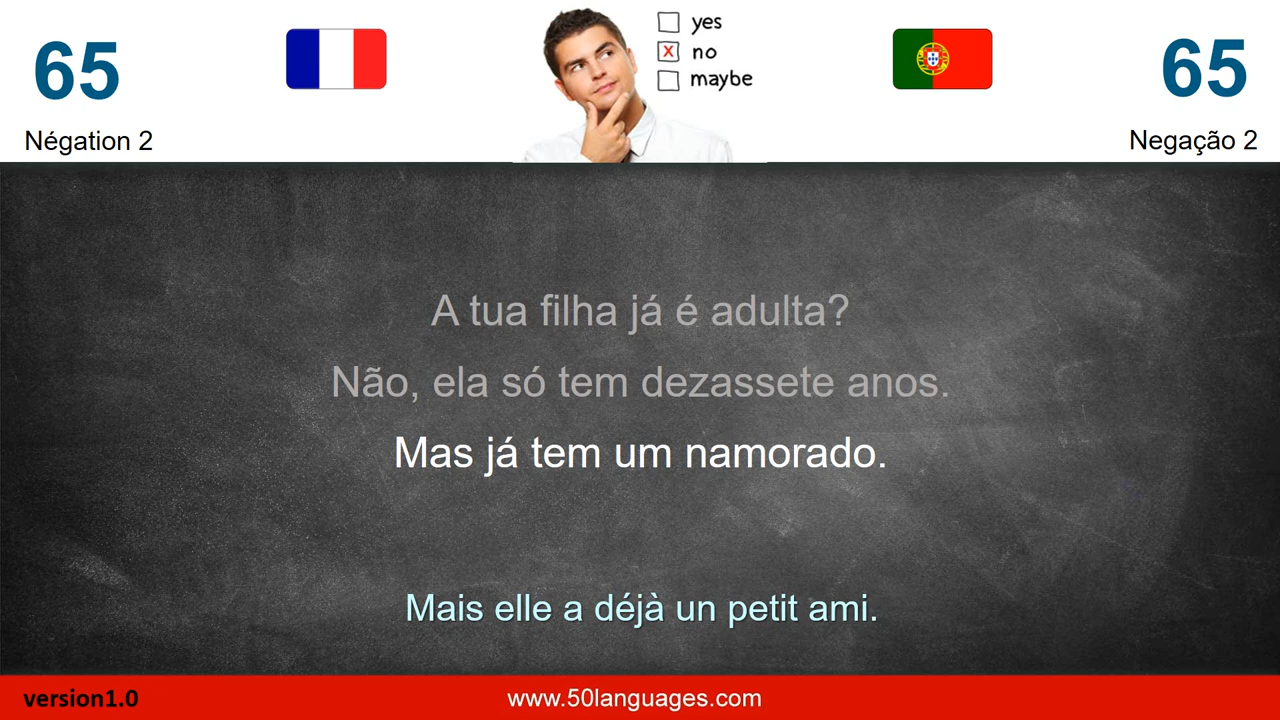 65
yes
no
maybe
65
Négation 2
Negação 2
A tua filha já é adulta?
Não, ela só tem dezassete anos.
Mas já tem um namorado.
Mais elle a déjà un petit ami.
version1.0
www.50languages.com